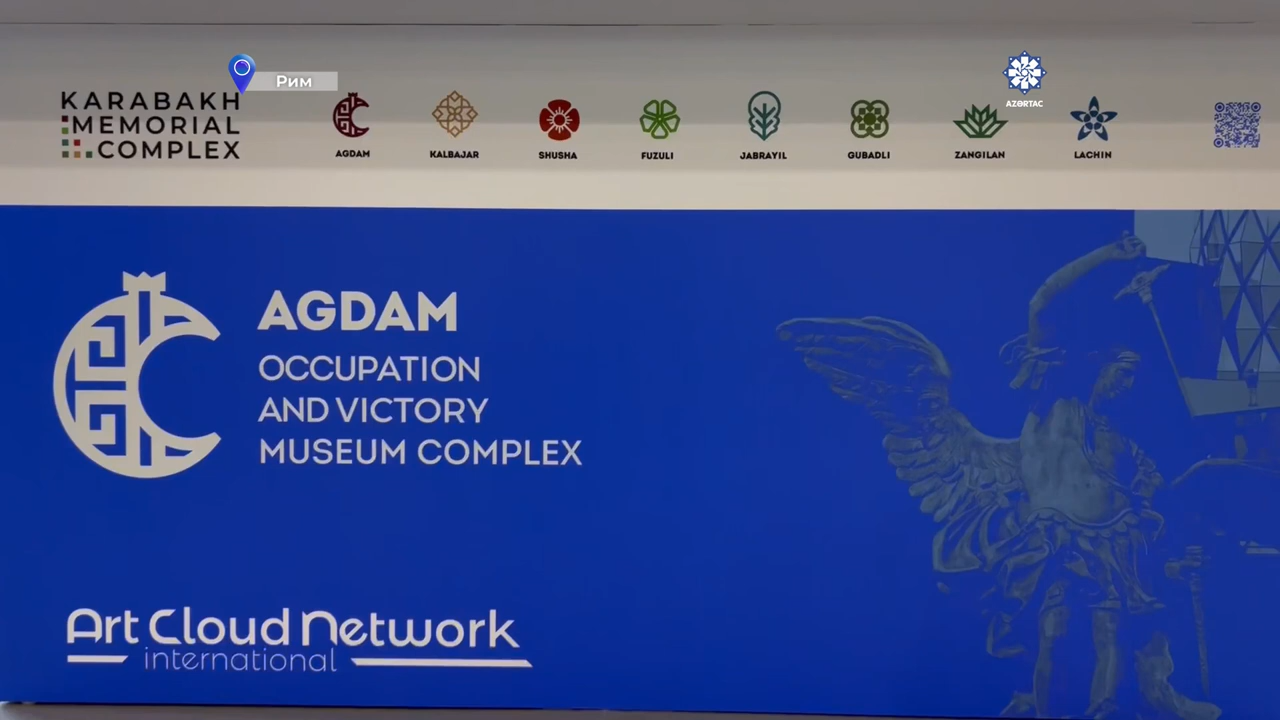 Рим
AZƏRTAC
KARABAKH
MEMORIAL
COMPLEX
AGDAM
KALBAJAR
SHUSHA
FUZULI
JABRAYIL
GUBADLI
ZANGILAN
LACHIN
AGDAM
OCCUPATION
AND VICTORY
MUSEUM COMPLEX
Art Cloud Network
international